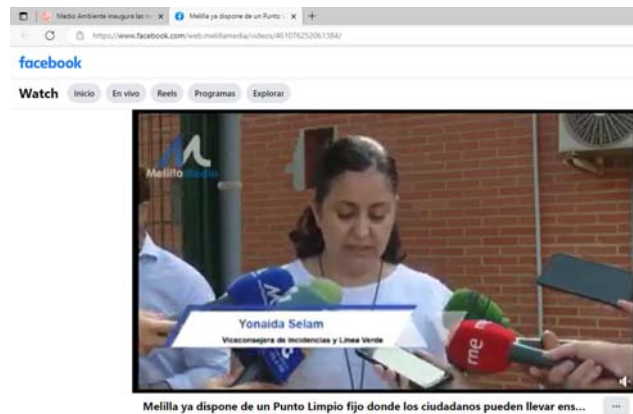 Medio Ambiente inaugura las
Melilla ya dispone de un Punto
https://www.facebook.com/web.melillamedia/videos/461076252061384/
facebook
Watch
Inicio
En vivo
Reels
Programas
Explorar
MelillaMedia
Yonaida Selam
Viceconsejera de Incidencias y Linea Verde
rne
Melilla ya dispone de un Punto Limpio fijo donde los ciudadanos pueden llevar ens...